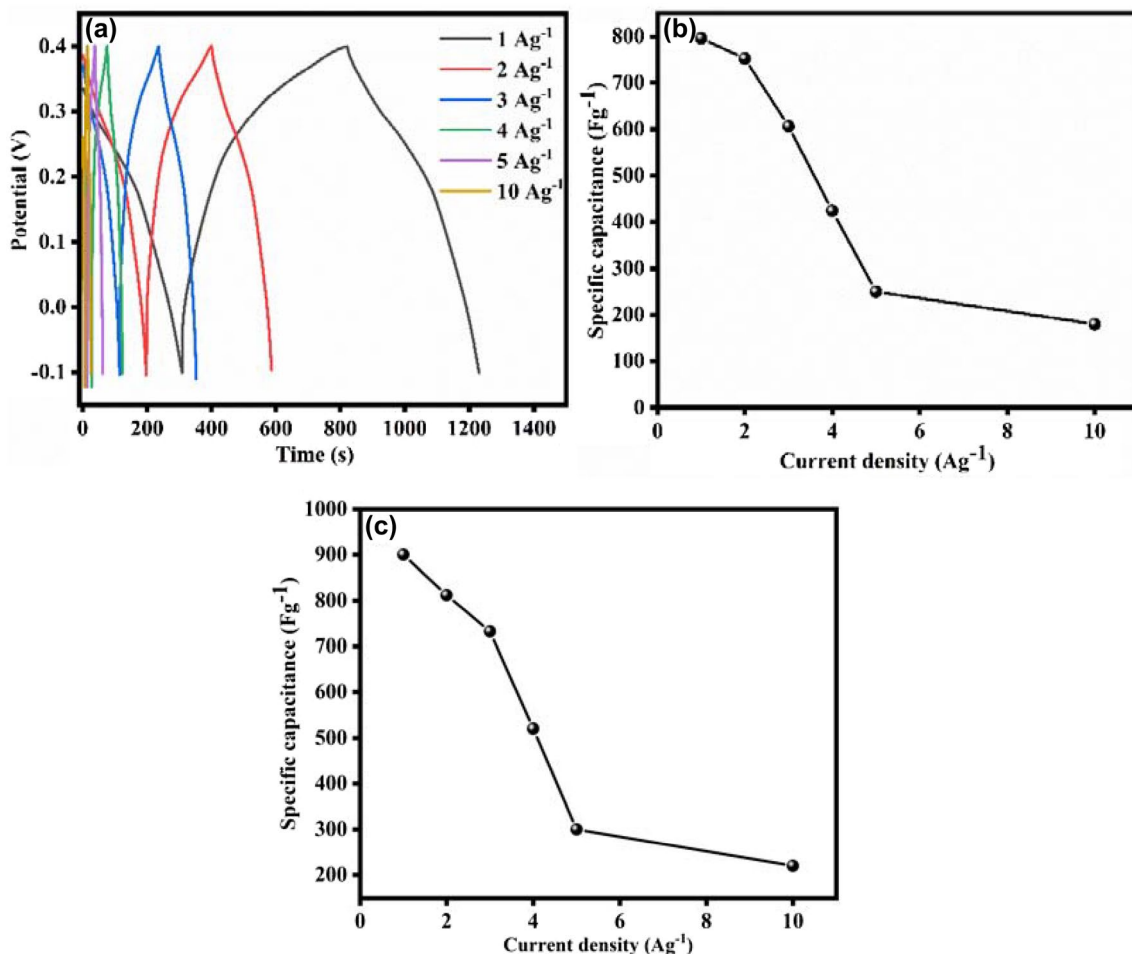 (a)
0.4
0.3
0.2
0.1
0.0
-0.1
Potential (V)
1 Ag⁻¹
2 Ag⁻¹
3 Ag⁻¹
4 Ag⁻¹
5 Ag⁻¹
10 Ag⁻¹
0 200 400 600 800 1000 1200 1400
Time (s)
(b)
800
700
600
500
400
300
200
100
0
Specific capacitance (Fg⁻¹)
0 2 4 6 8 10
Current density (Ag⁻¹)
(c)
1000
900
800
700
600
500
400
300
200
Specific capacitance (Fg⁻¹)
0 2 4 6 8 10
Current density (Ag⁻¹)